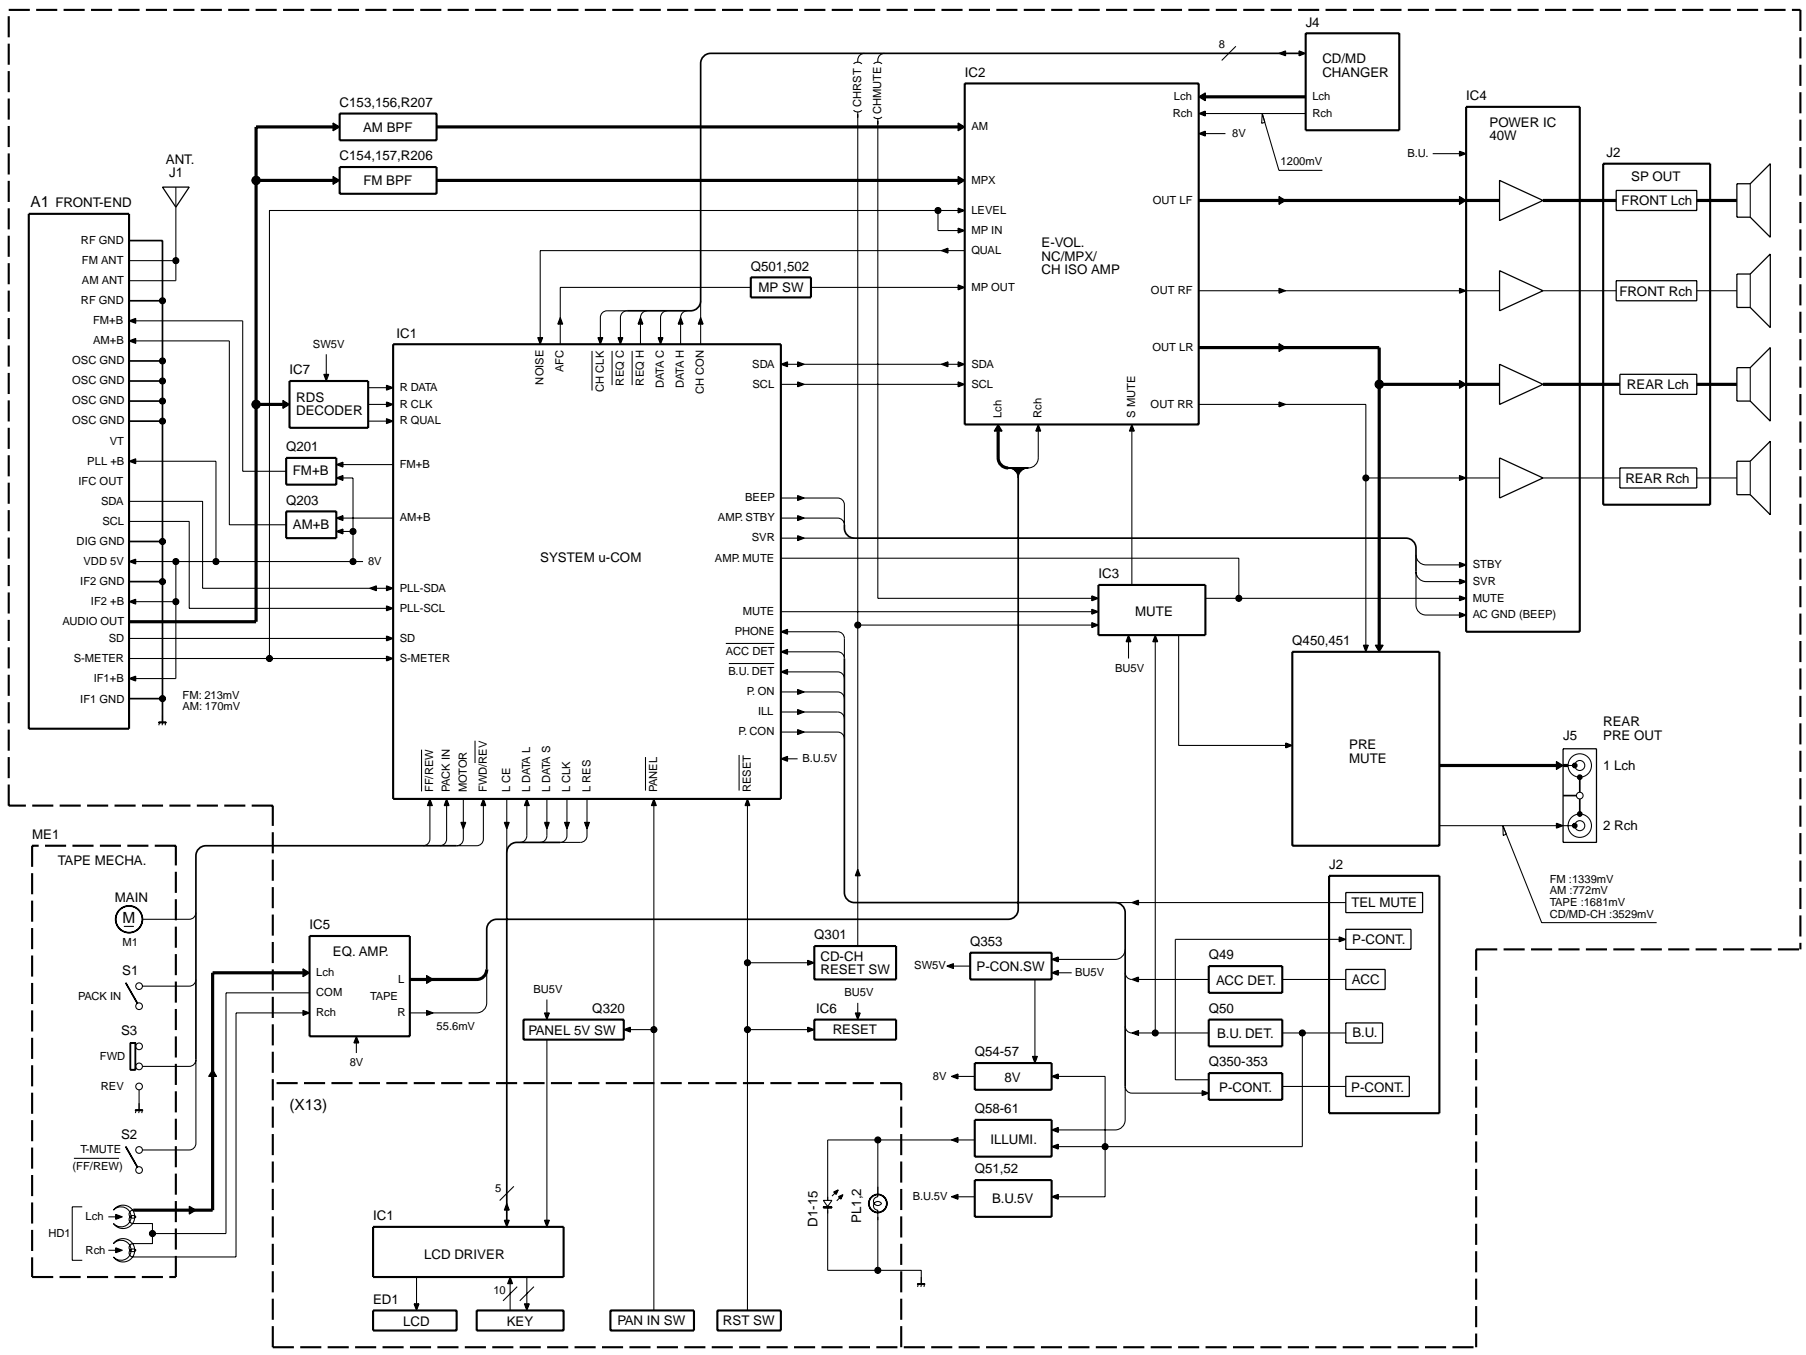 J4
CD/MD
CHANGER
Lch
Rch
8
(CHRST
(CHMUTE
IC2
Lch
Rch
8V
1200mV
AM
MPX
LEVEL
MP IN
QUAL
MP OUT
SDA
SCL
E-VOL.
NC/MPX/
CH ISO AMP
OUT LF
OUT RF
OUT LR
OUT RR
Lch
Rch
S MUTE
IC4
POWER IC
40W
B.U.
STBY
SVR
MUTE
AC GND (BEEP)
J2
SP OUT
FRONT Lch
FRONT Rch
REAR Lch
REAR Rch
C153,156,R207
AM BPF
C154,157,R206
FM BPF
ANT.
J1
A1 FRONT-END
RF GND
FM ANT
AM ANT
RF GND
FM+B
AM+B
OSC GND
OSC GND
OSC GND
OSC GND
VT
PLL +B
IFC OUT
SDA
SCL
DIG GND
VDD 5V
IF2 GND
IF2 +B
AUDIO OUT
SD
S-METER
IF1+B
IF1 GND
FM: 213mV
AM: 170mV
Q501,502
MP SW
SW5V
IC7
RDS
DECODER
Q201
FM+B
Q203
AM+B
8V
IC1
NOISE
AFC
CH CLK
REQ C
REQ H
DATA C
DATA H
CH CON
R DATA
R CLK
R QUAL
FM+B
AM+B
PLL-SDA
PLL-SCL
SD
S-METER
SYSTEM u-COM
SDA
SCL
BEEP
AMP. STBY
SVR
AMP. MUTE
MUTE
PHONE
ACC DET
B.U. DET
P. ON
ILL
P. CON
B.U.5V
FF/REW
PACK IN
MOTOR
FWD/REV
L CE
L DATA L
L DATA S
L CLK
L RES
PANEL
RESET
IC3
MUTE
BU5V
Q450,451
PRE
MUTE
REAR
PRE OUT
J5
1 Lch
2 Rch
FM :1339mV
AM :772mV
TAPE :1681mV
CD/MD-CH :3529mV
ME1
TAPE MECHA.
MAIN
M
M1
S1
PACK IN
S3
FWD
REV
S2
T-MUTE
(FF/REW)
HD1
Lch
Rch
IC5
EQ. AMP.
Lch
COM
Rch
TAPE
L
R
55.6mV
8V
BU5V
Q320
PANEL 5V SW
Q301
CD-CH
RESET SW
BU5V
IC6
RESET
Q353
P-CON.SW
SW5V
BU5V
Q54-57
8V
8V
Q58-61
ILLUMI.
Q51,52
B.U.5V
B.U.5V
Q49
ACC DET.
Q50
B.U. DET.
Q350-353
P-CONT.
J2
TEL MUTE
P-CONT.
ACC
B.U.
P-CONT.
(X13)
5
IC1
LCD DRIVER
10
ED1
LCD
KEY
PAN IN SW
RST SW
D1-15
PL1,2